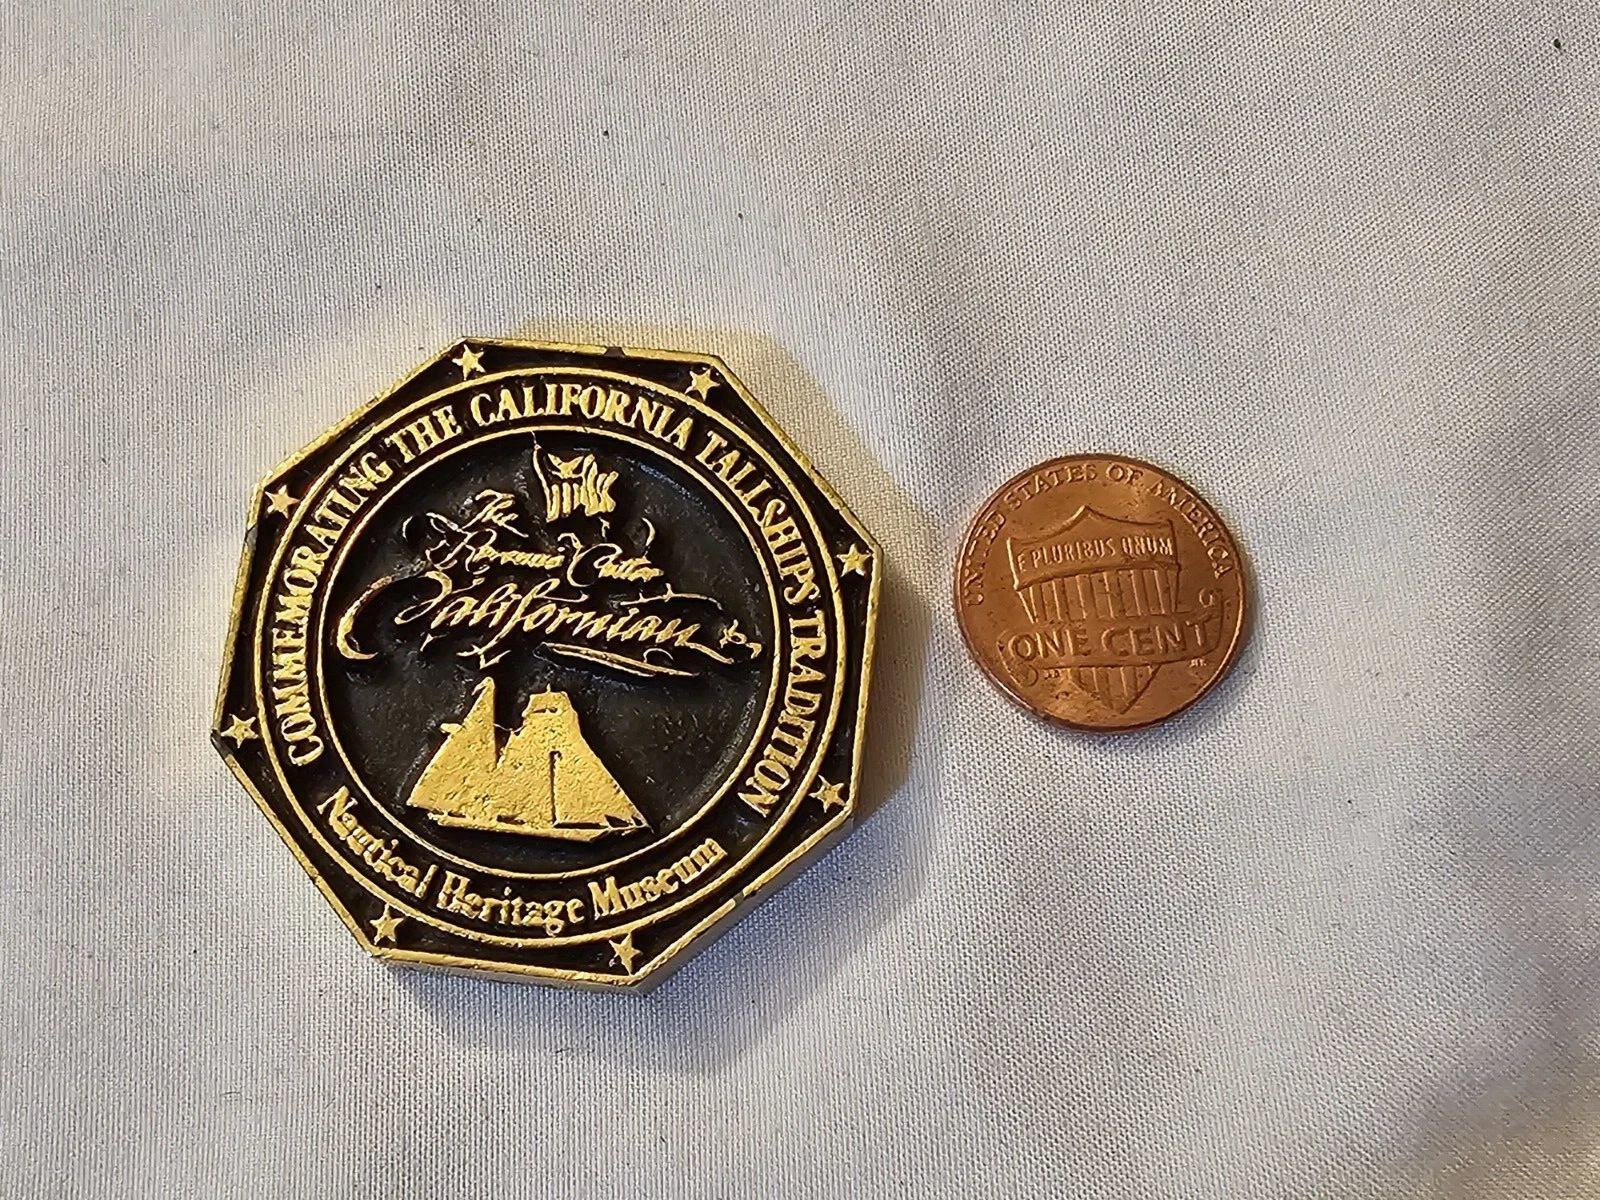 COMMEMORATING THE CALIFORNIA TALLSHIPS TRADITION
The
Revenue Cutter
Californian
Nautical Heritage Museum
UNITED STATES OF AMERICA
E PLURIBUS UNUM
ONE CENT